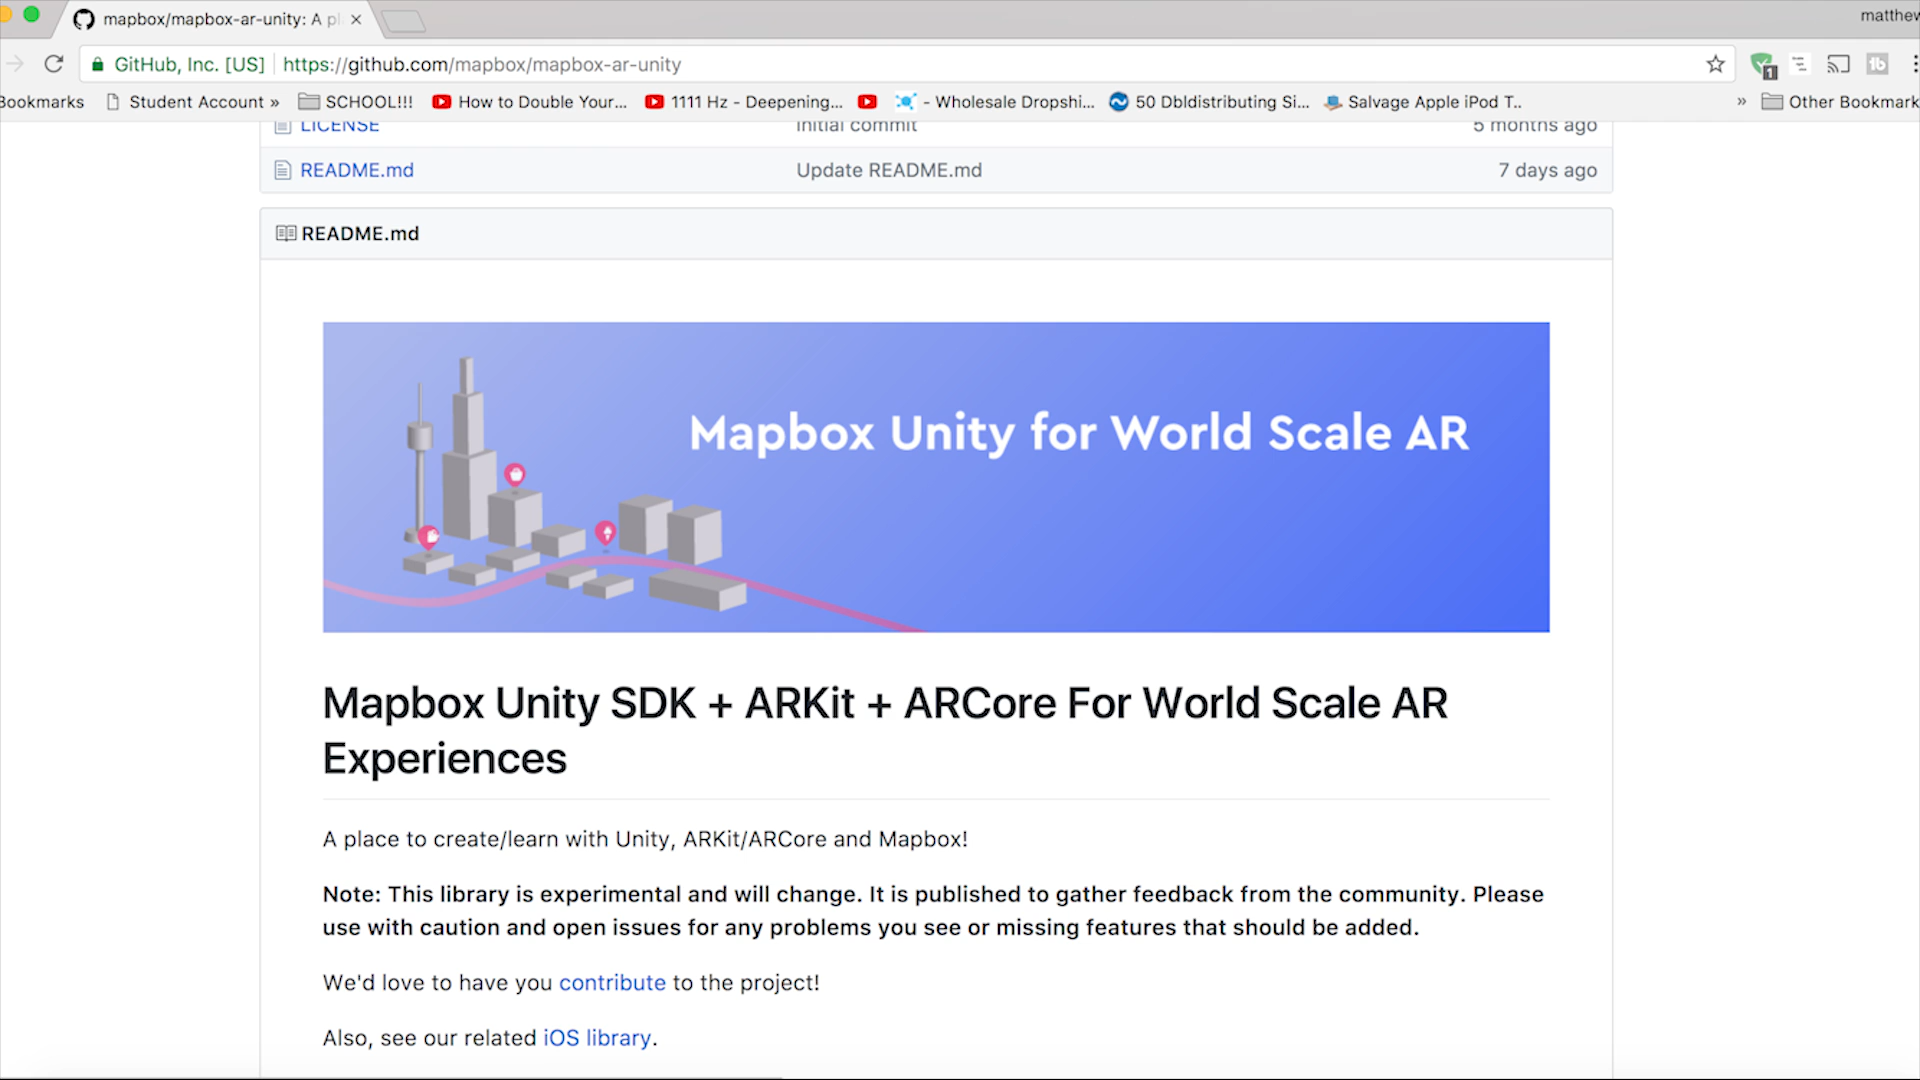 mapbox/mapbox-ar-unity: A pl
matthew
GitHub, Inc. [US] https://github.com/mapbox/mapbox-ar-unity
1
Bookmarks Student Account » SCHOOL!!! How to Double Your... 1111 Hz - Deepening... - Wholesale Dropshi... 50 Dbldistributing Si... Salvage Apple iPod T.. » Other Bookmark
LICENSE Initial commit 5 months ago
README.md Update README.md 7 days ago
README.md
Mapbox Unity for World Scale AR
Mapbox Unity SDK + ARKit + ARCore For World Scale AR
Experiences
A place to create/learn with Unity, ARKit/ARCore and Mapbox!
Note: This library is experimental and will change. It is published to gather feedback from the community. Please
use with caution and open issues for any problems you see or missing features that should be added.
We'd love to have you contribute to the project!
Also, see our related iOS library.